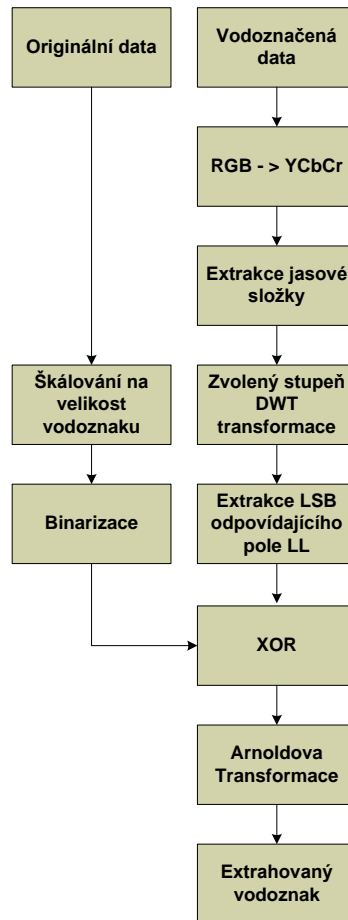 Originální data
Vodoznačená
data
RGB - > YCbCr
Extrakce jasové
složky
Škálování na
velikost
vodoznaku
Zvolený stupeň
DWT
transformace
Binarizace
Extrakce LSB
odpovídajícího
pole LL
XOR
Arnoldova
Transformace
Extrahovaný
vodoznak